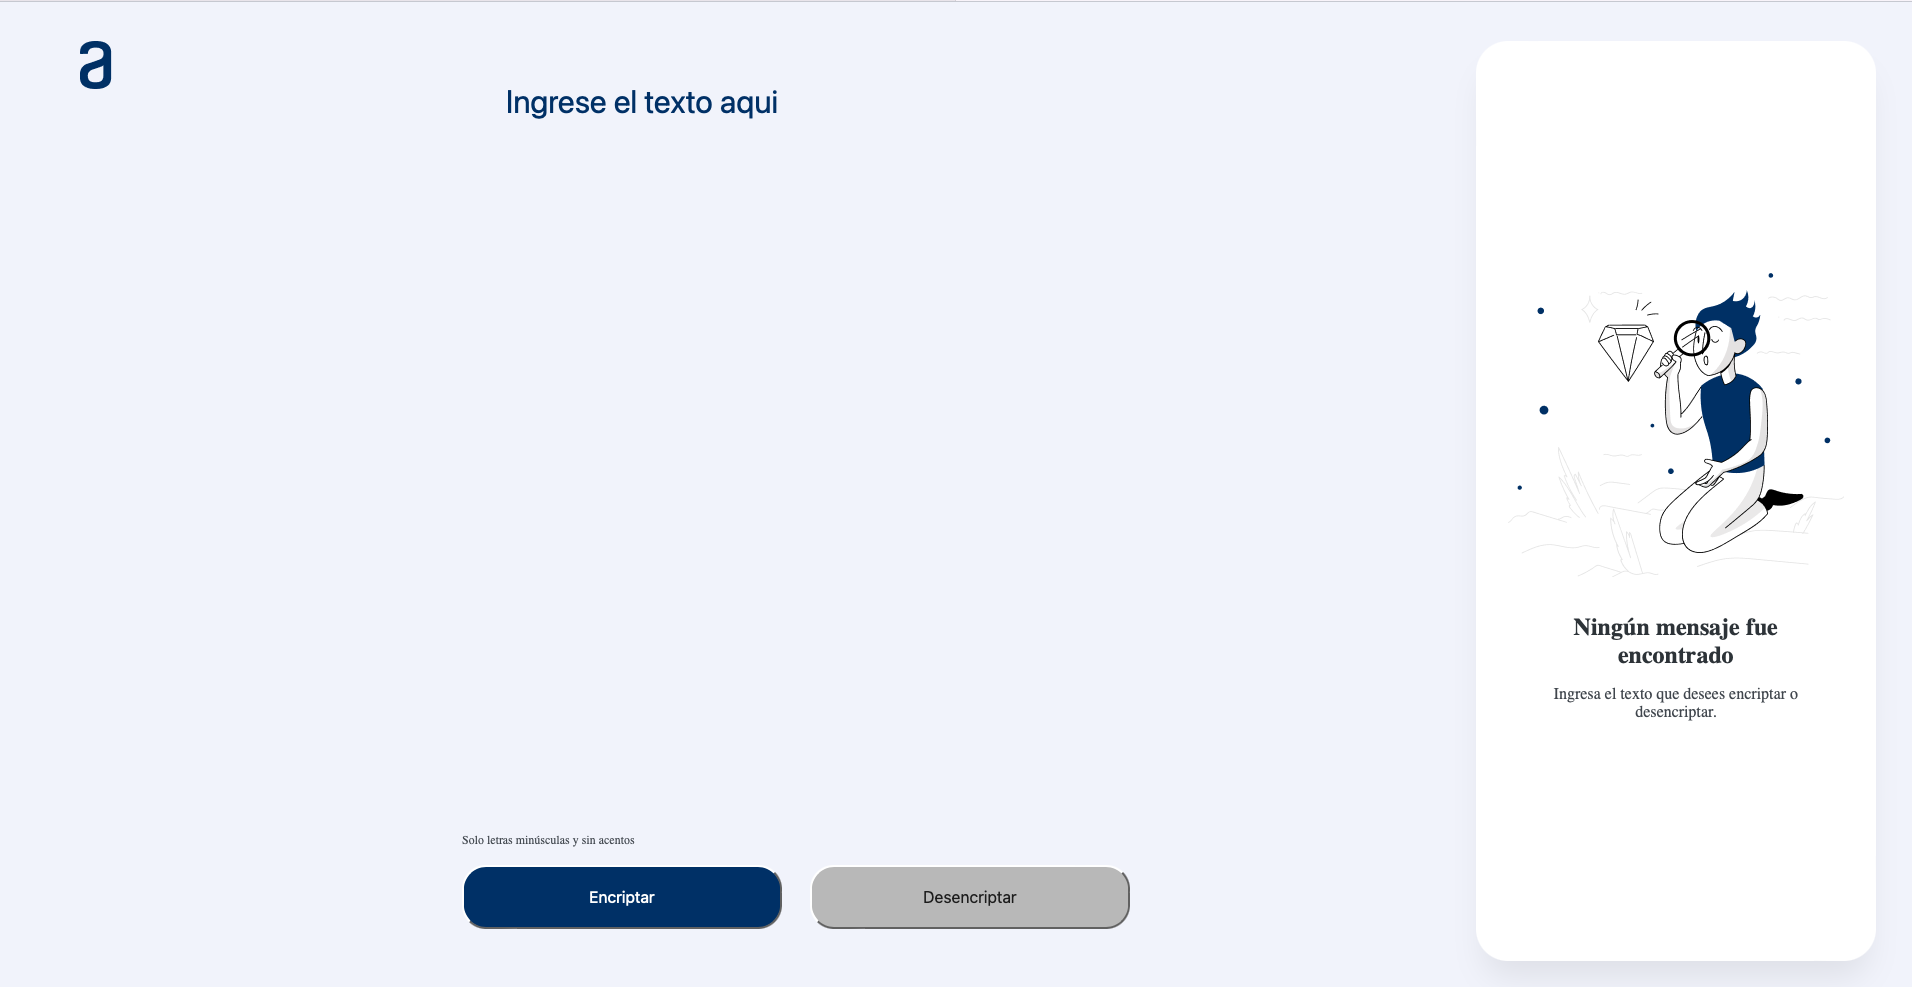 a
Ingrese el texto aqui
Ningún mensaje fue
encontrado
Ingresa el texto que desees encriptar o
desencriptar.
Solo letras minúsculas y sin acentos
Encriptar
Desencriptar